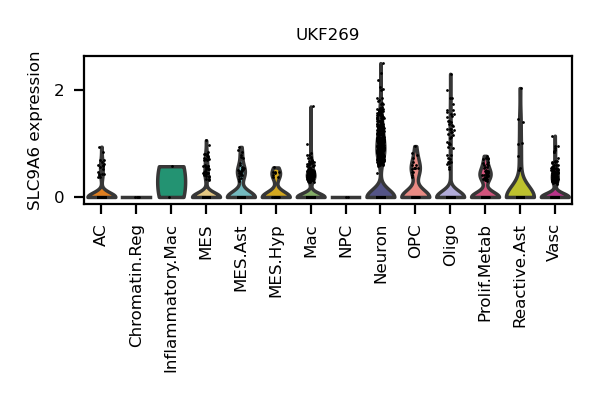 UKF269
SLC9A6 expression
2
0
AC
Chromatin.Reg
Inflammatory.Mac
MES
MES.Ast
MES.Hyp
Mac
NPC
Neuron
OPC
Oligo
Prolif.Metab
Reactive.Ast
Vasc